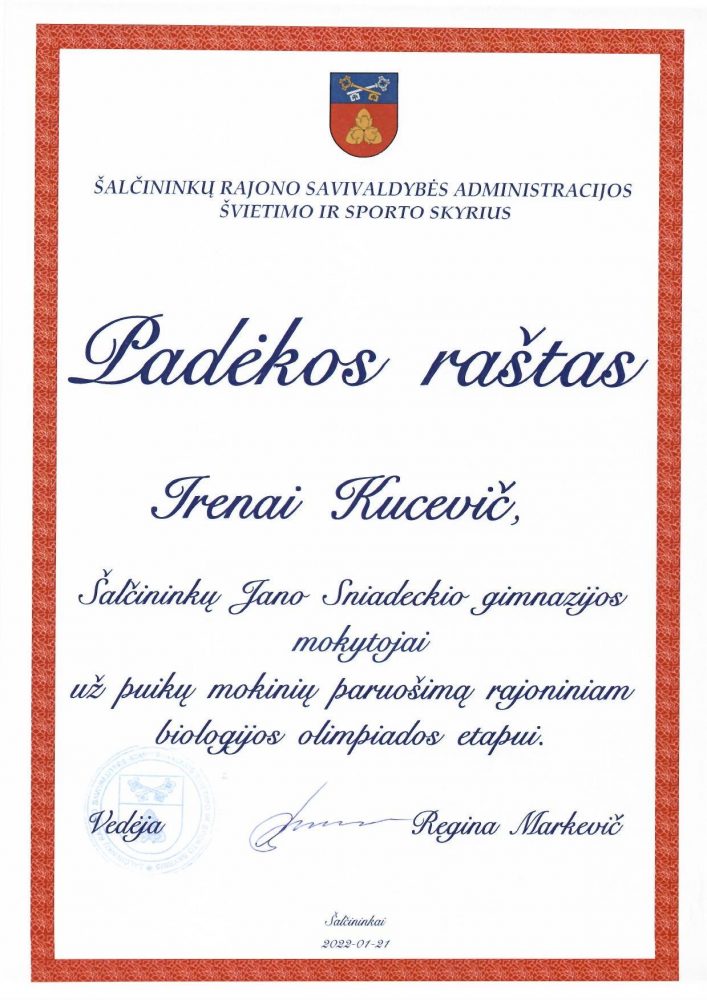 ŠALČININKŲ RAJONO SAVIVALDYBĖS ADMINISTRACIJOS
ŠVIETIMO IR SPORTO SKYRIUS
Padėkos raštas
Irenai Kucevič,
Šalčininkų Jano Sniadeckio gimnazijos
mokytojai
už puikų mokinių paruošimą rajoniniam
biologijos olimpiados etapui.
Vedėja Regina Markevič
Šalčininkai
2022-01-21